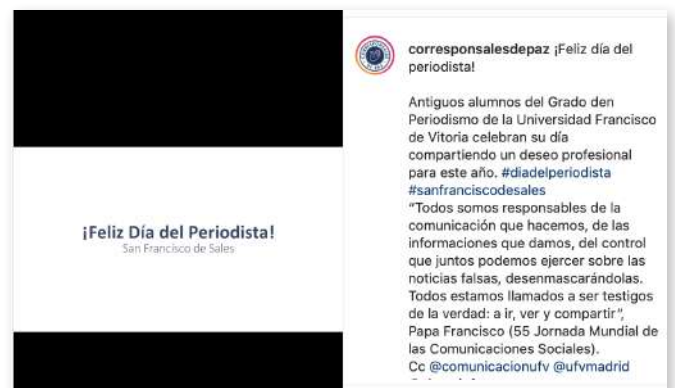 ¡Feliz Día del Periodista!
San Francisco de Sales
corresponsalesdepaz ¡Feliz día del
periodista!
Antiguos alumnos del Grado den
Periodismo de la Universidad Francisco
de Vitoria celebran su día
compartiendo un deseo profesional
para este año. #diadelperiodista
#sanfranciscodesales
“Todos somos responsables de la
comunicación que hacemos, de las
informaciones que damos, del control
que juntos podemos ejercer sobre las
noticias falsas, desenmascarándolas.
Todos estamos llamados a ser testigos
de la verdad: a ir, ver y compartir”,
Papa Francisco (55 Jornada Mundial de
las Comunicaciones Sociales).
Cc @comunicacionufv @ufvmadrid